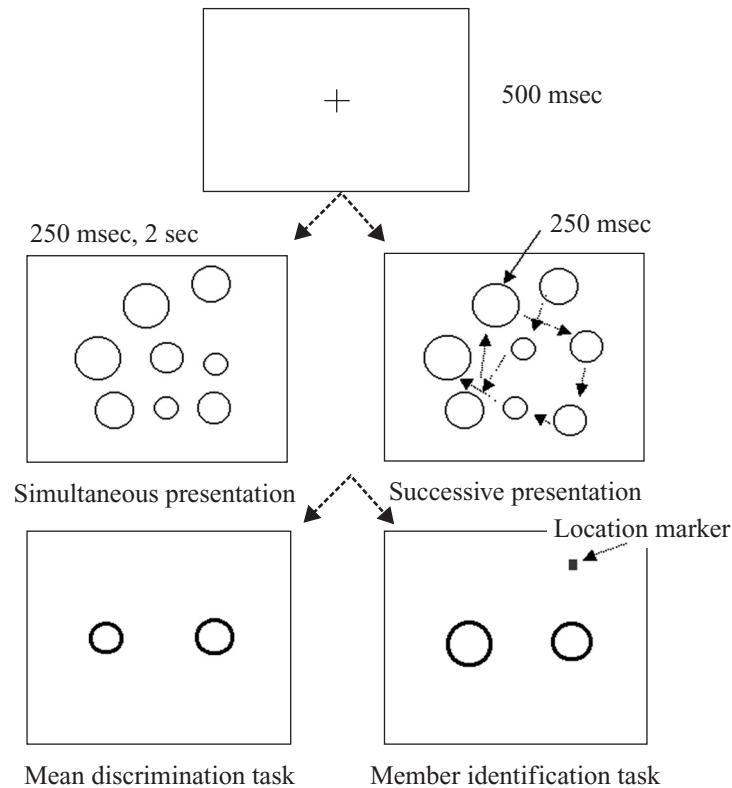 500 msec
250 msec, 2 sec
250 msec
Simultaneous presentation
Successive presentation
Location marker
Mean discrimination task
Member identification task